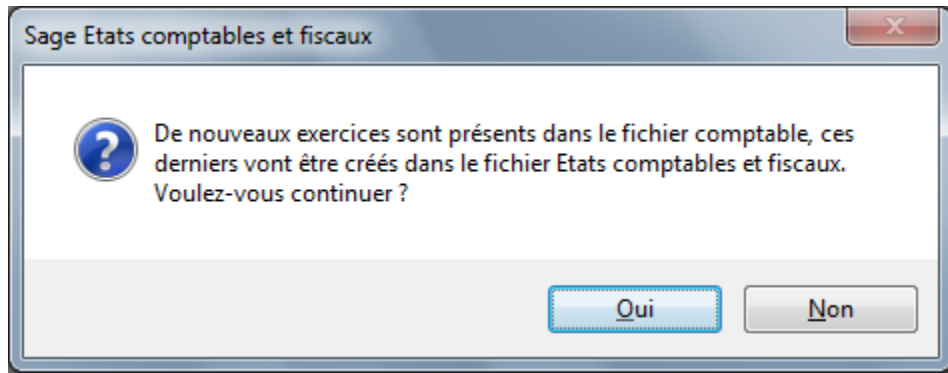 Sage Etats comptables et fiscaux
De nouveaux exercices sont présents dans le fichier comptable, ces
derniers vont être créés dans le fichier Etats comptables et fiscaux.
Voulez-vous continuer ?
Oui
Non